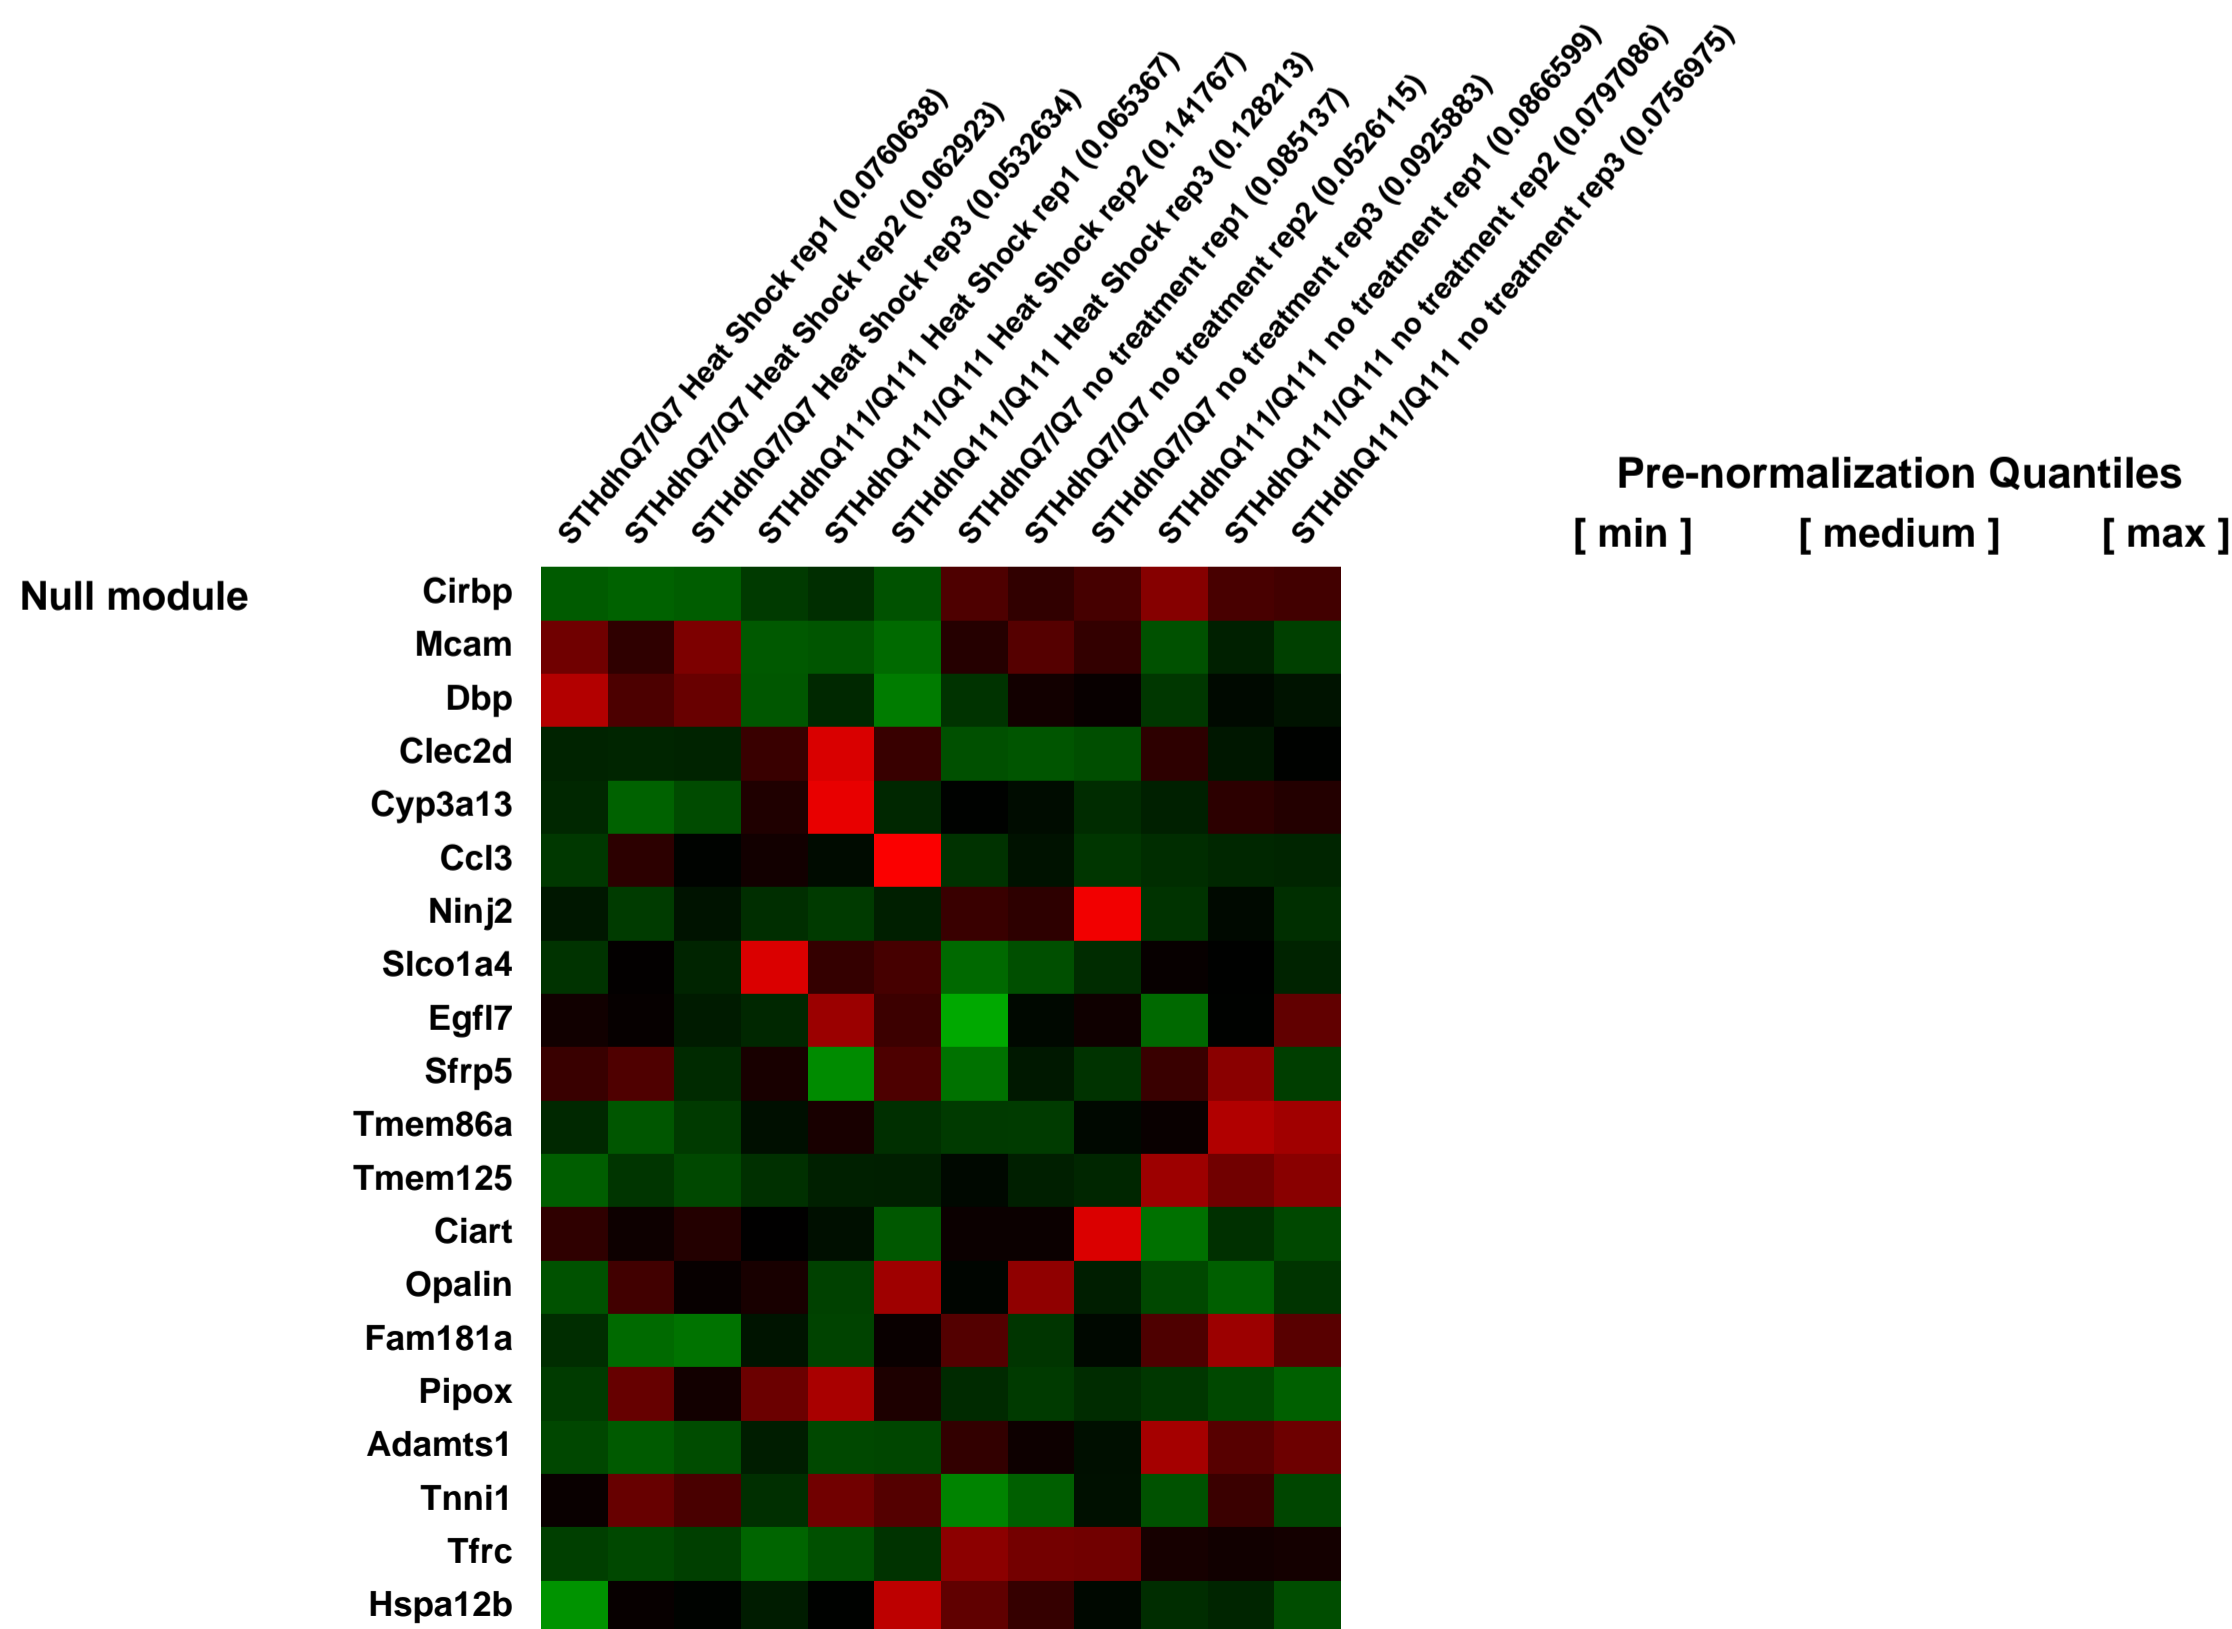 STHdhQ7/Q7 Heat Shock rep1 (0.0760638)
STHdhQ7/Q7 Heat Shock rep2 (0.062923)
STHdhQ7/Q7 Heat Shock rep3 (0.0532634)
STHdhQ111/Q111 Heat Shock rep1 (0.065367)
STHdhQ111/Q111 Heat Shock rep2 (0.141767)
STHdhQ111/Q111 Heat Shock rep3 (0.128213)
STHdhQ7/Q7 no treatment rep1 (0.085137)
STHdhQ7/Q7 no treatment rep2 (0.0526115)
STHdhQ7/Q7 no treatment rep3 (0.0925883)
STHdhQ111/Q111 no treatment rep1 (0.0866599)
STHdhQ111/Q111 no treatment rep2 (0.0797086)
STHdhQ111/Q111 no treatment rep3 (0.0756975)
Pre-normalization Quantiles
[ min ] [ medium ] [ max ]
Null module
Cirbp
Mcam
Dbp
Clec2d
Cyp3a13
Ccl3
Ninj2
Slco1a4
Egfl7
Sfrp5
Tmem86a
Tmem125
Ciart
Opalin
Fam181a
Pipox
Adamts1
Tnni1
Tfrc
Hspa12b